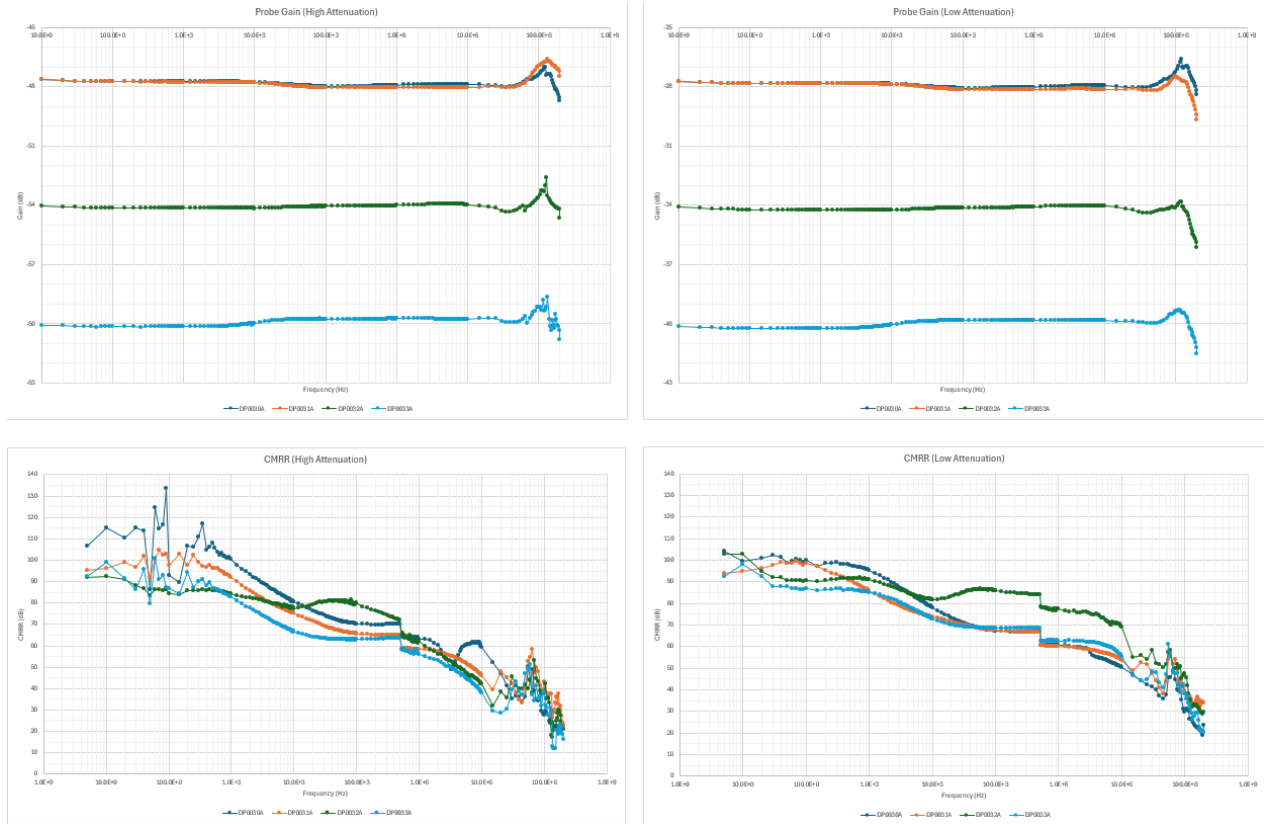 Probe Gain (High Attenuation)
-45
10.0E+0 100.0E+0 1.0E+3 10.0E+3 100.0E+3 1.0E+6 10.0E+6 100.0E+6 1.0E+9
-48
-51
-54
-57
-60
-63
Gain (dB)
Frequency (Hz)
DP0030A DP0031A DP0032A DP0033A
Probe Gain (Low Attenuation)
-25
10.0E+0 100.0E+0 1.0E+3 10.0E+3 100.0E+3 1.0E+6 10.0E+6 100.0E+6 1.0E+9
-28
-31
-34
-37
-40
-43
Gain (dB)
Frequency (Hz)
DP0030A DP0031A DP0032A DP0033A
CMRR (High Attenuation)
140
130
120
110
100
90
80
70
60
50
40
30
20
10
0
CMRR (dB)
1.0E+0 10.0E+0 100.0E+0 1.0E+3 10.0E+3 100.0E+3 1.0E+6 10.0E+6 100.0E+6 1.0E+9
Frequency (Hz)
DP0030A DP0031A DP0032A DP0033A
CMRR (Low Attenuation)
140
130
120
110
100
90
80
70
60
50
40
30
20
10
0
CMRR (dB)
1.0E+0 10.0E+0 100.0E+0 1.0E+3 10.0E+3 100.0E+3 1.0E+6 10.0E+6 100.0E+6 1.0E+9
Frequency (Hz)
DP0030A DP0031A DP0032A DP0033A